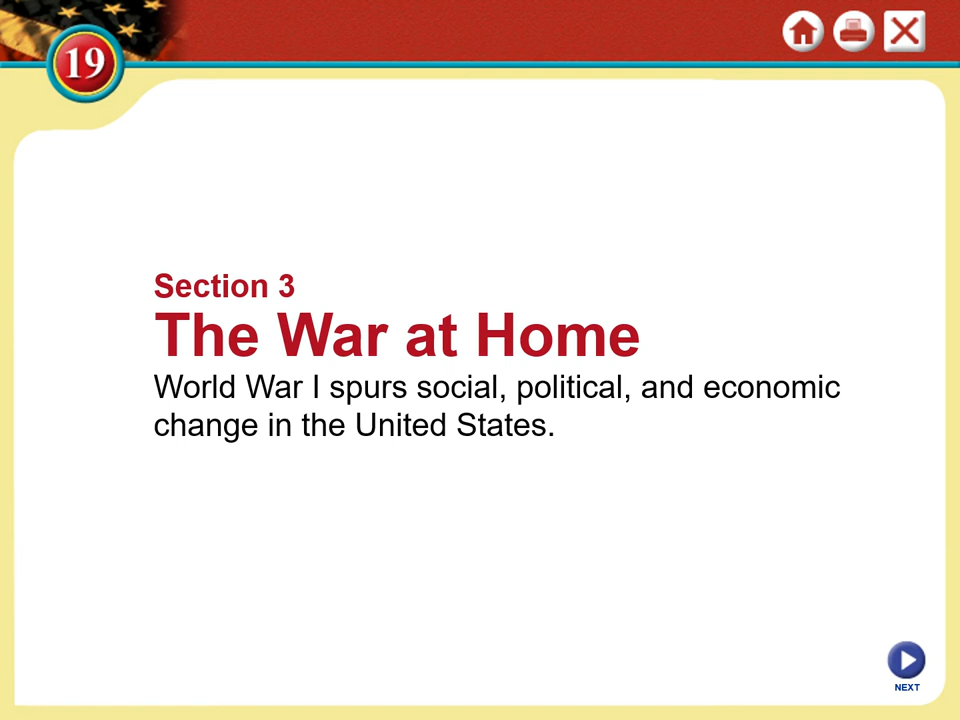 19
Section 3
The War at Home
World War I spurs social, political, and economic
change in the United States.
NEXT